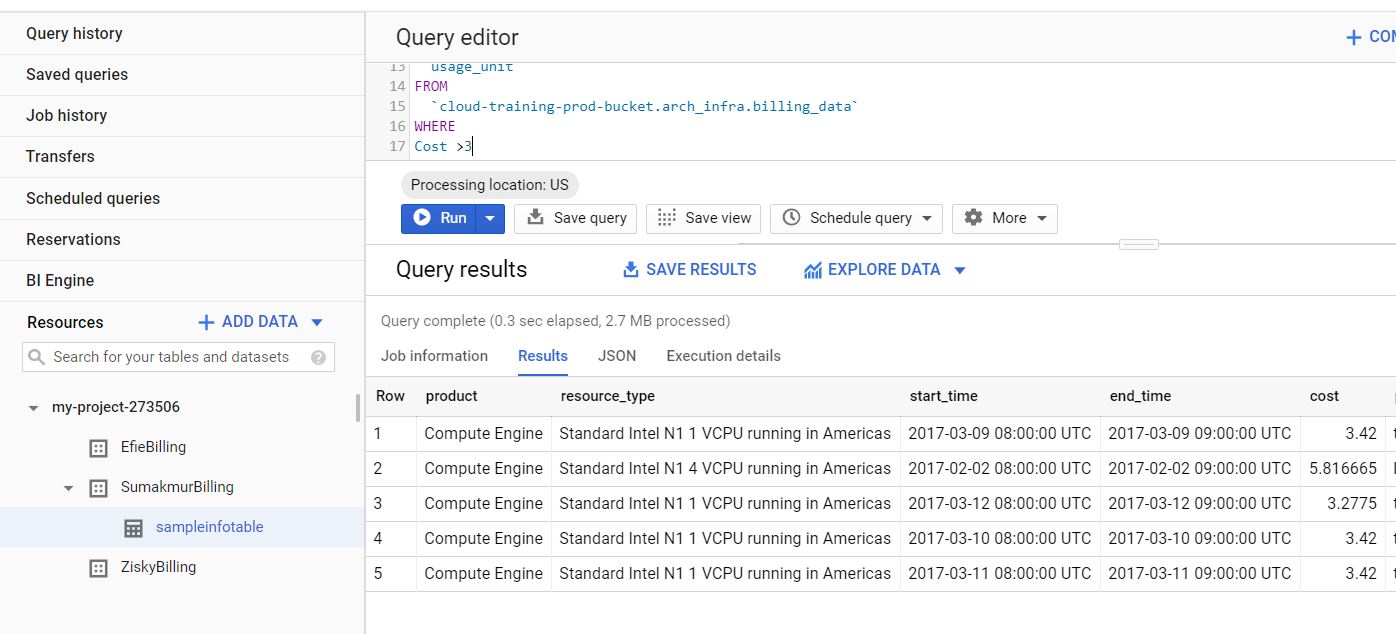 Query history
Saved queries
Job history
Transfers
Scheduled queries
Reservations
BI Engine
Resources
ADD DATA
Search for your tables and datasets
my-project-273506
EfieBilling
SumakmurBilling
sampleinfotable
ZiskyBilling
Query editor
13 usage_unit
14 FROM
15 `cloud-training-prod-bucket.arch_infra.billing_data`
16 WHERE
17 Cost >3
Processing location: US
Run Save query Save view Schedule query More
Query results SAVE RESULTS EXPLORE DATA
Query complete (0.3 sec elapsed, 2.7 MB processed)
Job information Results JSON Execution details
Row product resource_type start_time end_time cost
1 Compute Engine Standard Intel N1 1 VCPU running in Americas 2017-03-09 08:00:00 UTC 2017-03-09 09:00:00 UTC 3.42
2 Compute Engine Standard Intel N1 4 VCPU running in Americas 2017-02-02 08:00:00 UTC 2017-02-02 09:00:00 UTC 5.816665
3 Compute Engine Standard Intel N1 1 VCPU running in Americas 2017-03-12 08:00:00 UTC 2017-03-12 09:00:00 UTC 3.2775
4 Compute Engine Standard Intel N1 1 VCPU running in Americas 2017-03-10 08:00:00 UTC 2017-03-10 09:00:00 UTC 3.42
5 Compute Engine Standard Intel N1 1 VCPU running in Americas 2017-03-11 08:00:00 UTC 2017-03-11 09:00:00 UTC 3.42